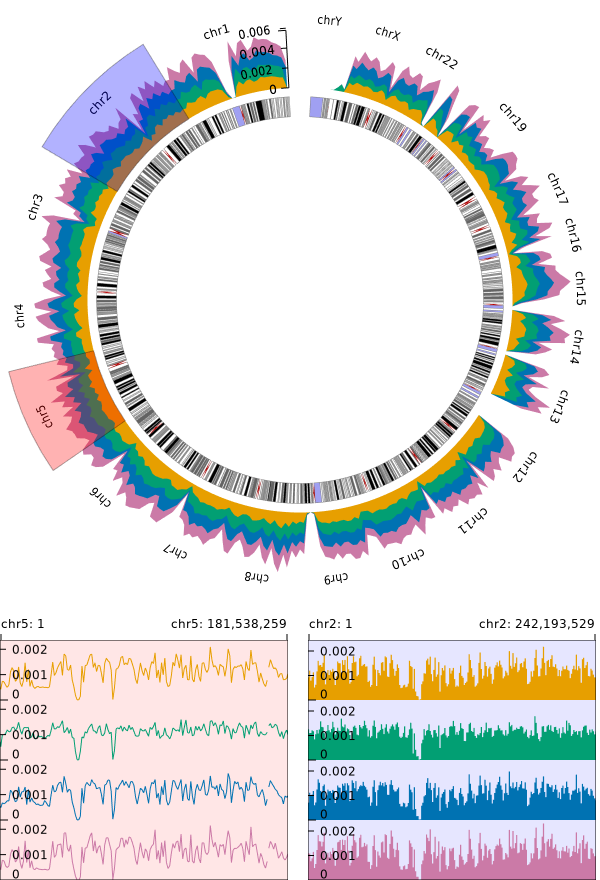 chrY
chr1
0.006
0.004
0.002
0
chrX
chr22
chr2
chr19
chr17
chr3
chr16
chr15
chr4
chr14
chr5
chr13
chr12
chr6
chr11
chr7
chr10
chr8
chr9
chr5: 1
chr5: 181,538,259
chr2: 1
chr2: 242,193,529
0.002
0.001
0
0.002
0.001
0
0.002
0.001
0
0.002
0.001
0
0.002
0.001
0
0.002
0.001
0
0.002
0.001
0
0.002
0.001
0